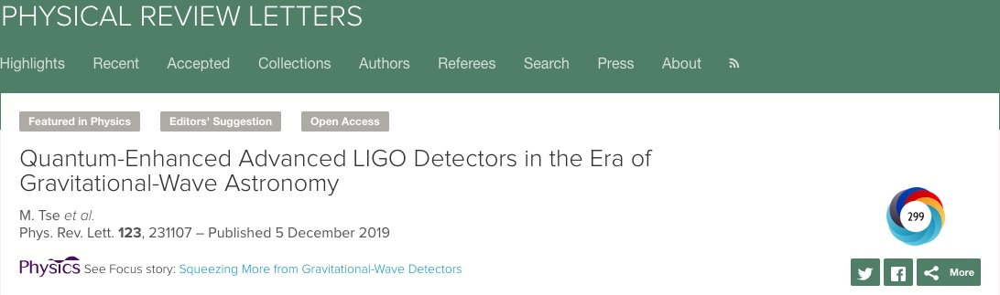 PHYSICAL REVIEW LETTERS
Highlights Recent Accepted Collections Authors Referees Search Press About
Featured in Physics Editors' Suggestion Open Access
Quantum-Enhanced Advanced LIGO Detectors in the Era of
Gravitational-Wave Astronomy
M. Tse et al.
Phys. Rev. Lett. 123, 231107 – Published 5 December 2019
299
Physics See Focus story: Squeezing More from Gravitational-Wave Detectors
More